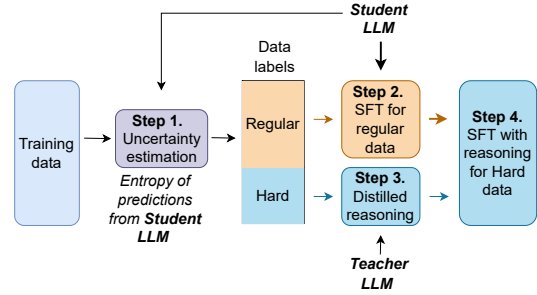 Student
LLM
Data
labels
Training
data
Step 1.
Uncertainty
estimation
Entropy of
predictions
from Student
LLM
Regular
Hard
Step 2.
SFT for
regular
data
Step 3.
Distilled
reasoning
Step 4.
SFT with
reasoning
for Hard
data
Teacher
LLM